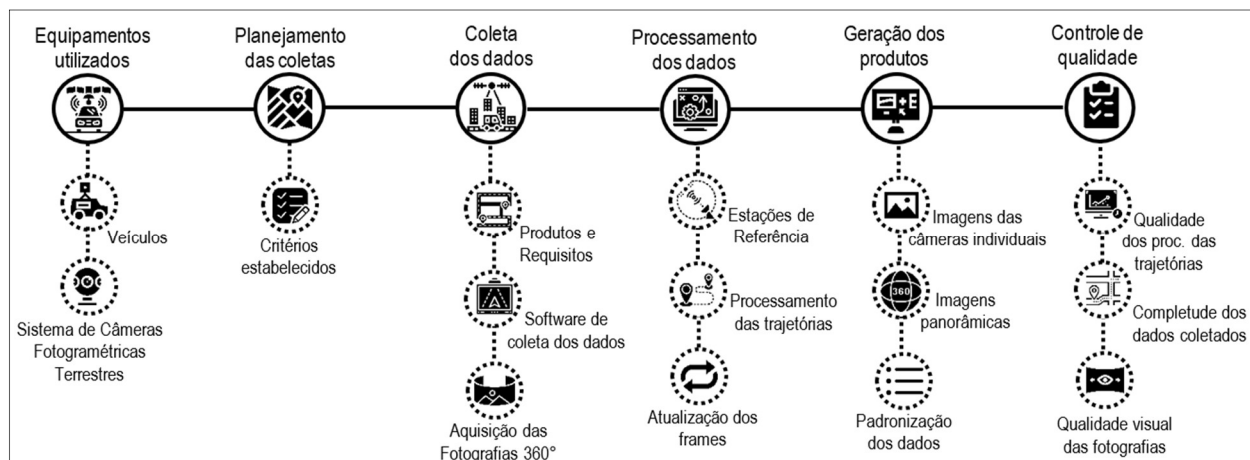 Equipamentos
utilizados
Planejamento
das coletas
Coleta
dos dados
Processamento
dos dados
Geração dos
produtos
Controle de
qualidade
Veículos
Sistema de Câmeras
Fotogramétricas
Terrestres
Critérios
estabelecidos
Produtos e
Requisitos
Software de
coleta dos dados
Aquisição das
Fotografias 360°
Estações de
Referência
Processamento
das trajetórias
Atualização dos
frames
Imagens das
câmeras individuais
360
Imagens
panorâmicas
Padronização
dos dados
Qualidade
dos proc. das
trajetórias
Completude dos
dados coletados
Qualidade visual
das fotografias